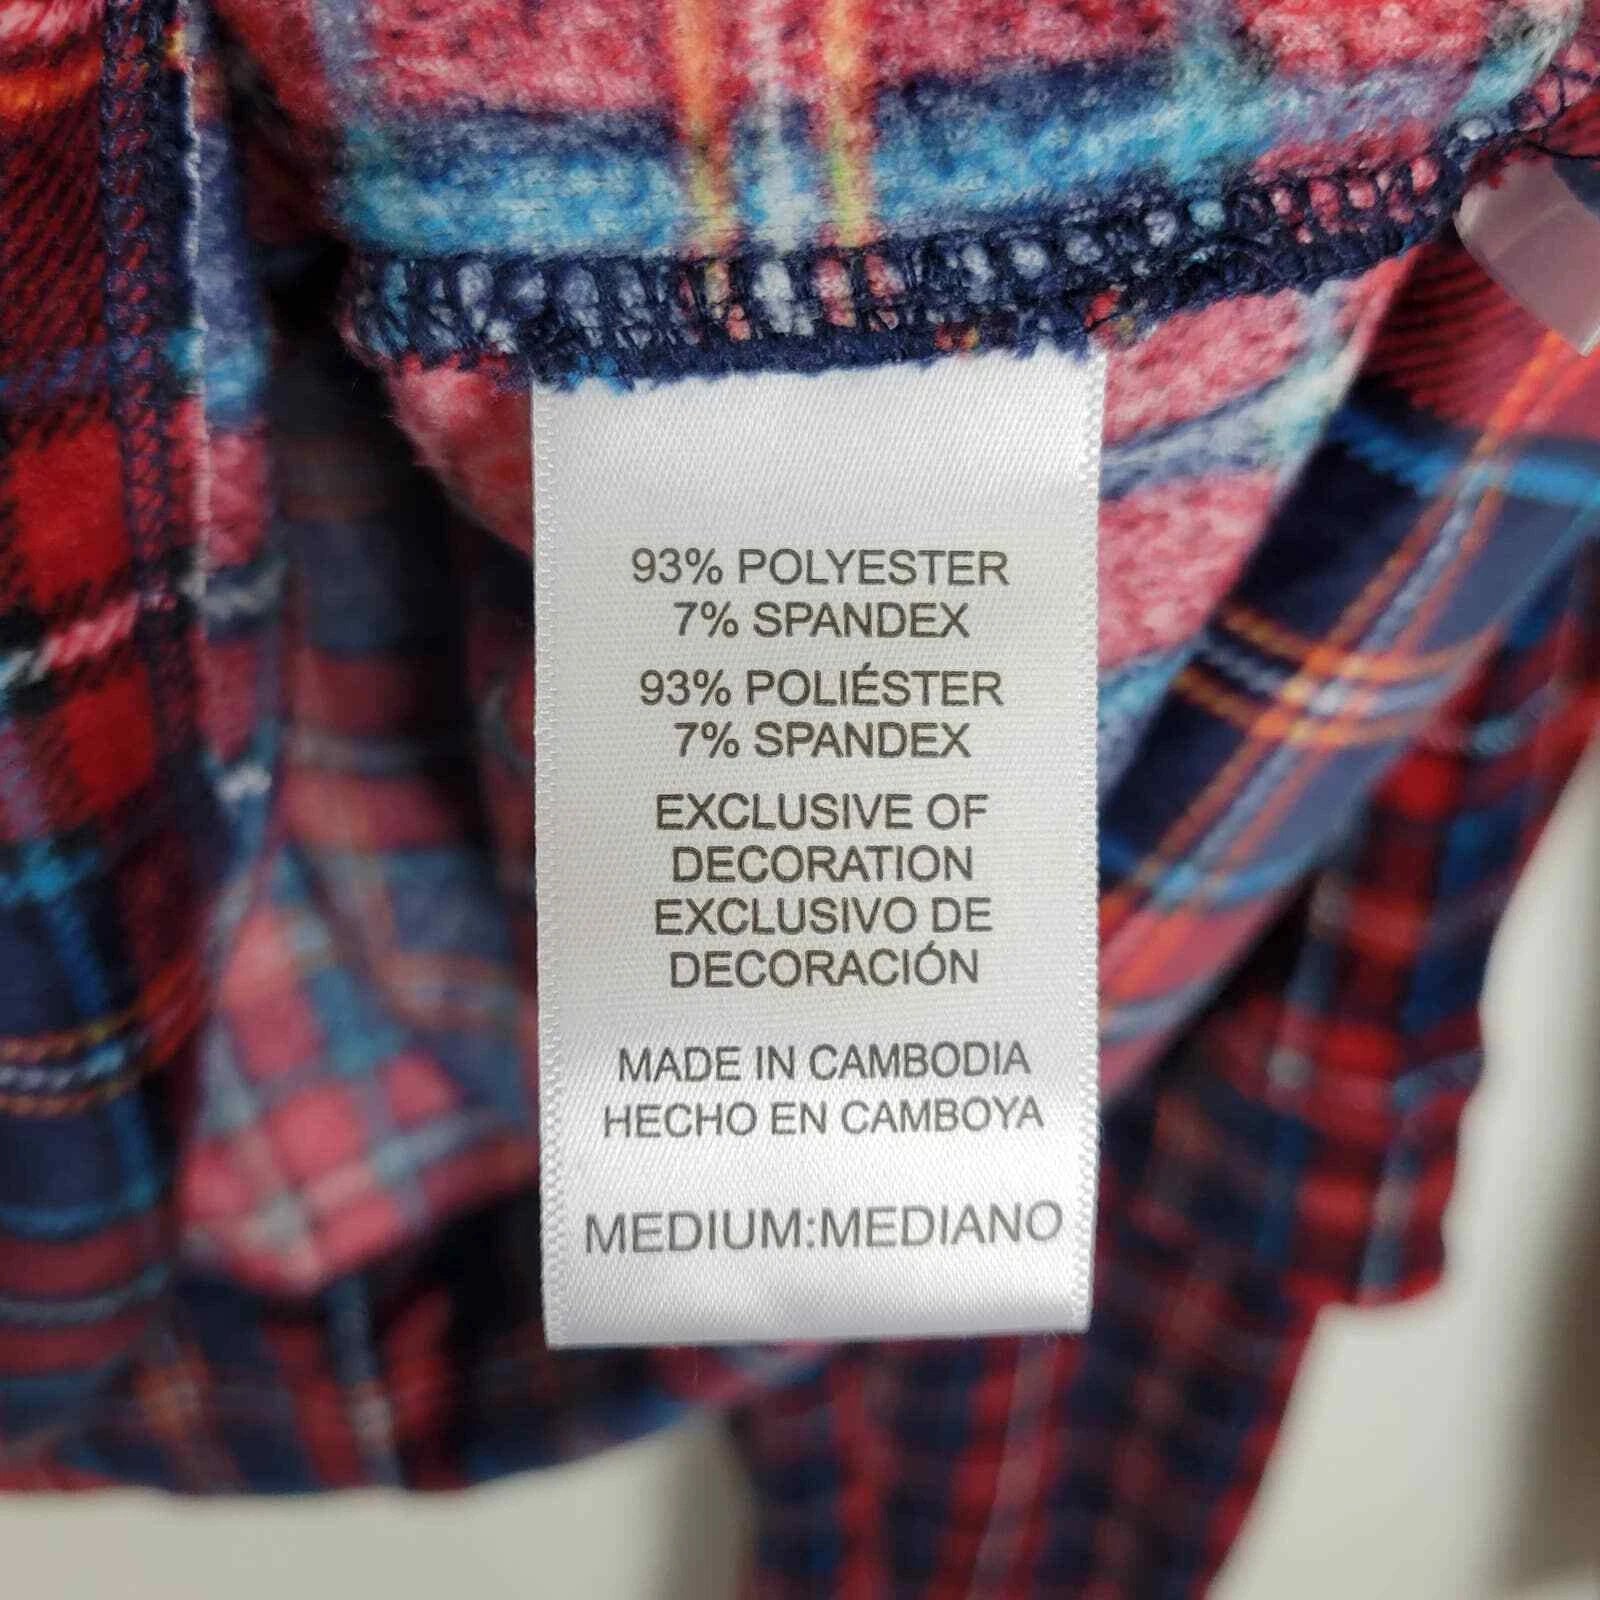 93% POLYESTER
7% SPANDEX
93% POLIÉSTER
7% SPANDEX
EXCLUSIVE OF
DECORATION
EXCLUSIVO DE
DECORACIÓN
MADE IN CAMBODIA
HECHO EN CAMBOYA
MEDIUM:MEDIANO